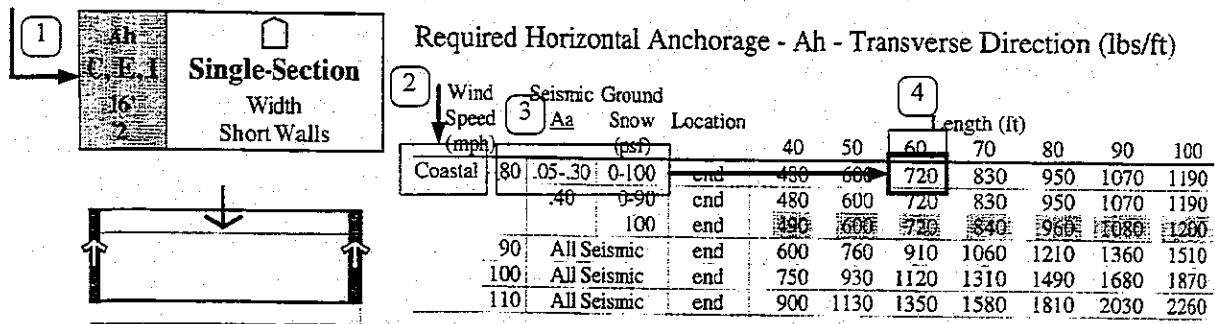 1
Ah
C, E, I
16'
2
Single-Section
Width
Short Walls
Required Horizontal Anchorage - Ah - Transverse Direction (lbs/ft)
2
3
4
Wind Seismic Ground
Speed Aa Snow Location Length (ft)
(mph) (psf) 40 50 60 70 80 90 100
Coastal 80 .05-.30 0-100 end 480 600 720 830 950 1070 1190
.40 0-90 end 480 600 720 830 950 1070 1190
100 end 490 600 720 840 960 1080 1200
90 All Seismic end 600 760 910 1060 1210 1360 1510
100 All Seismic end 750 930 1120 1310 1490 1680 1870
110 All Seismic end 900 1130 1350 1580 1810 2030 2260